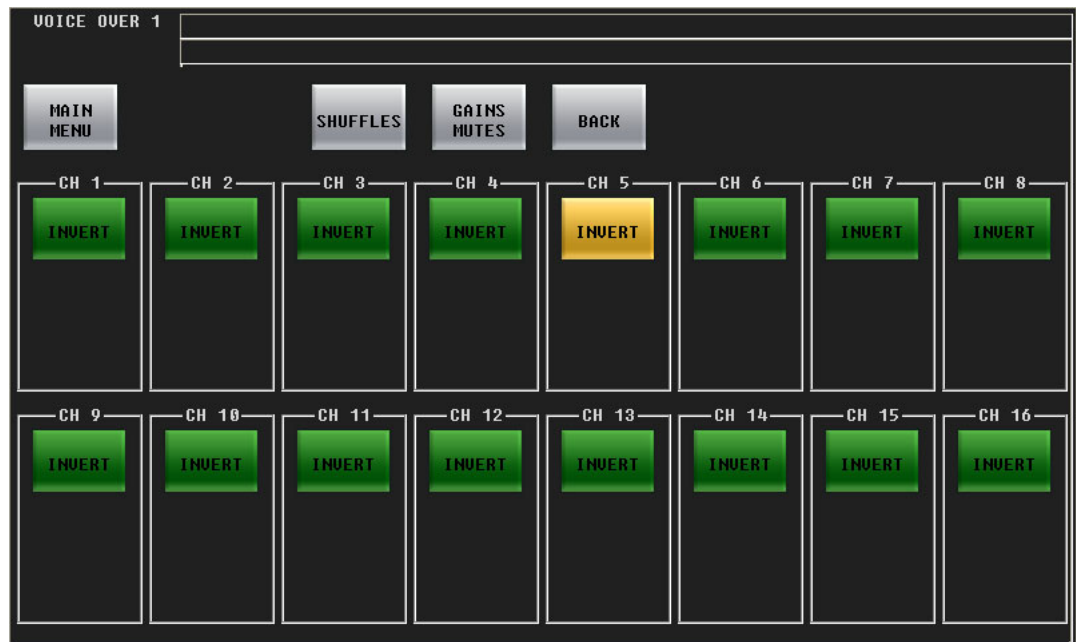 VOICE OVER 1
MAIN
MENU
SHUFFLES
GAINS
MUTES
BACK
CH 1
CH 2
CH 3
CH 4
CH 5
CH 6
CH 7
CH 8
INVERT
INVERT
INVERT
INVERT
INVERT
INVERT
INVERT
INVERT
CH 9
CH 10
CH 11
CH 12
CH 13
CH 14
CH 15
CH 16
INVERT
INVERT
INVERT
INVERT
INVERT
INVERT
INVERT
INVERT